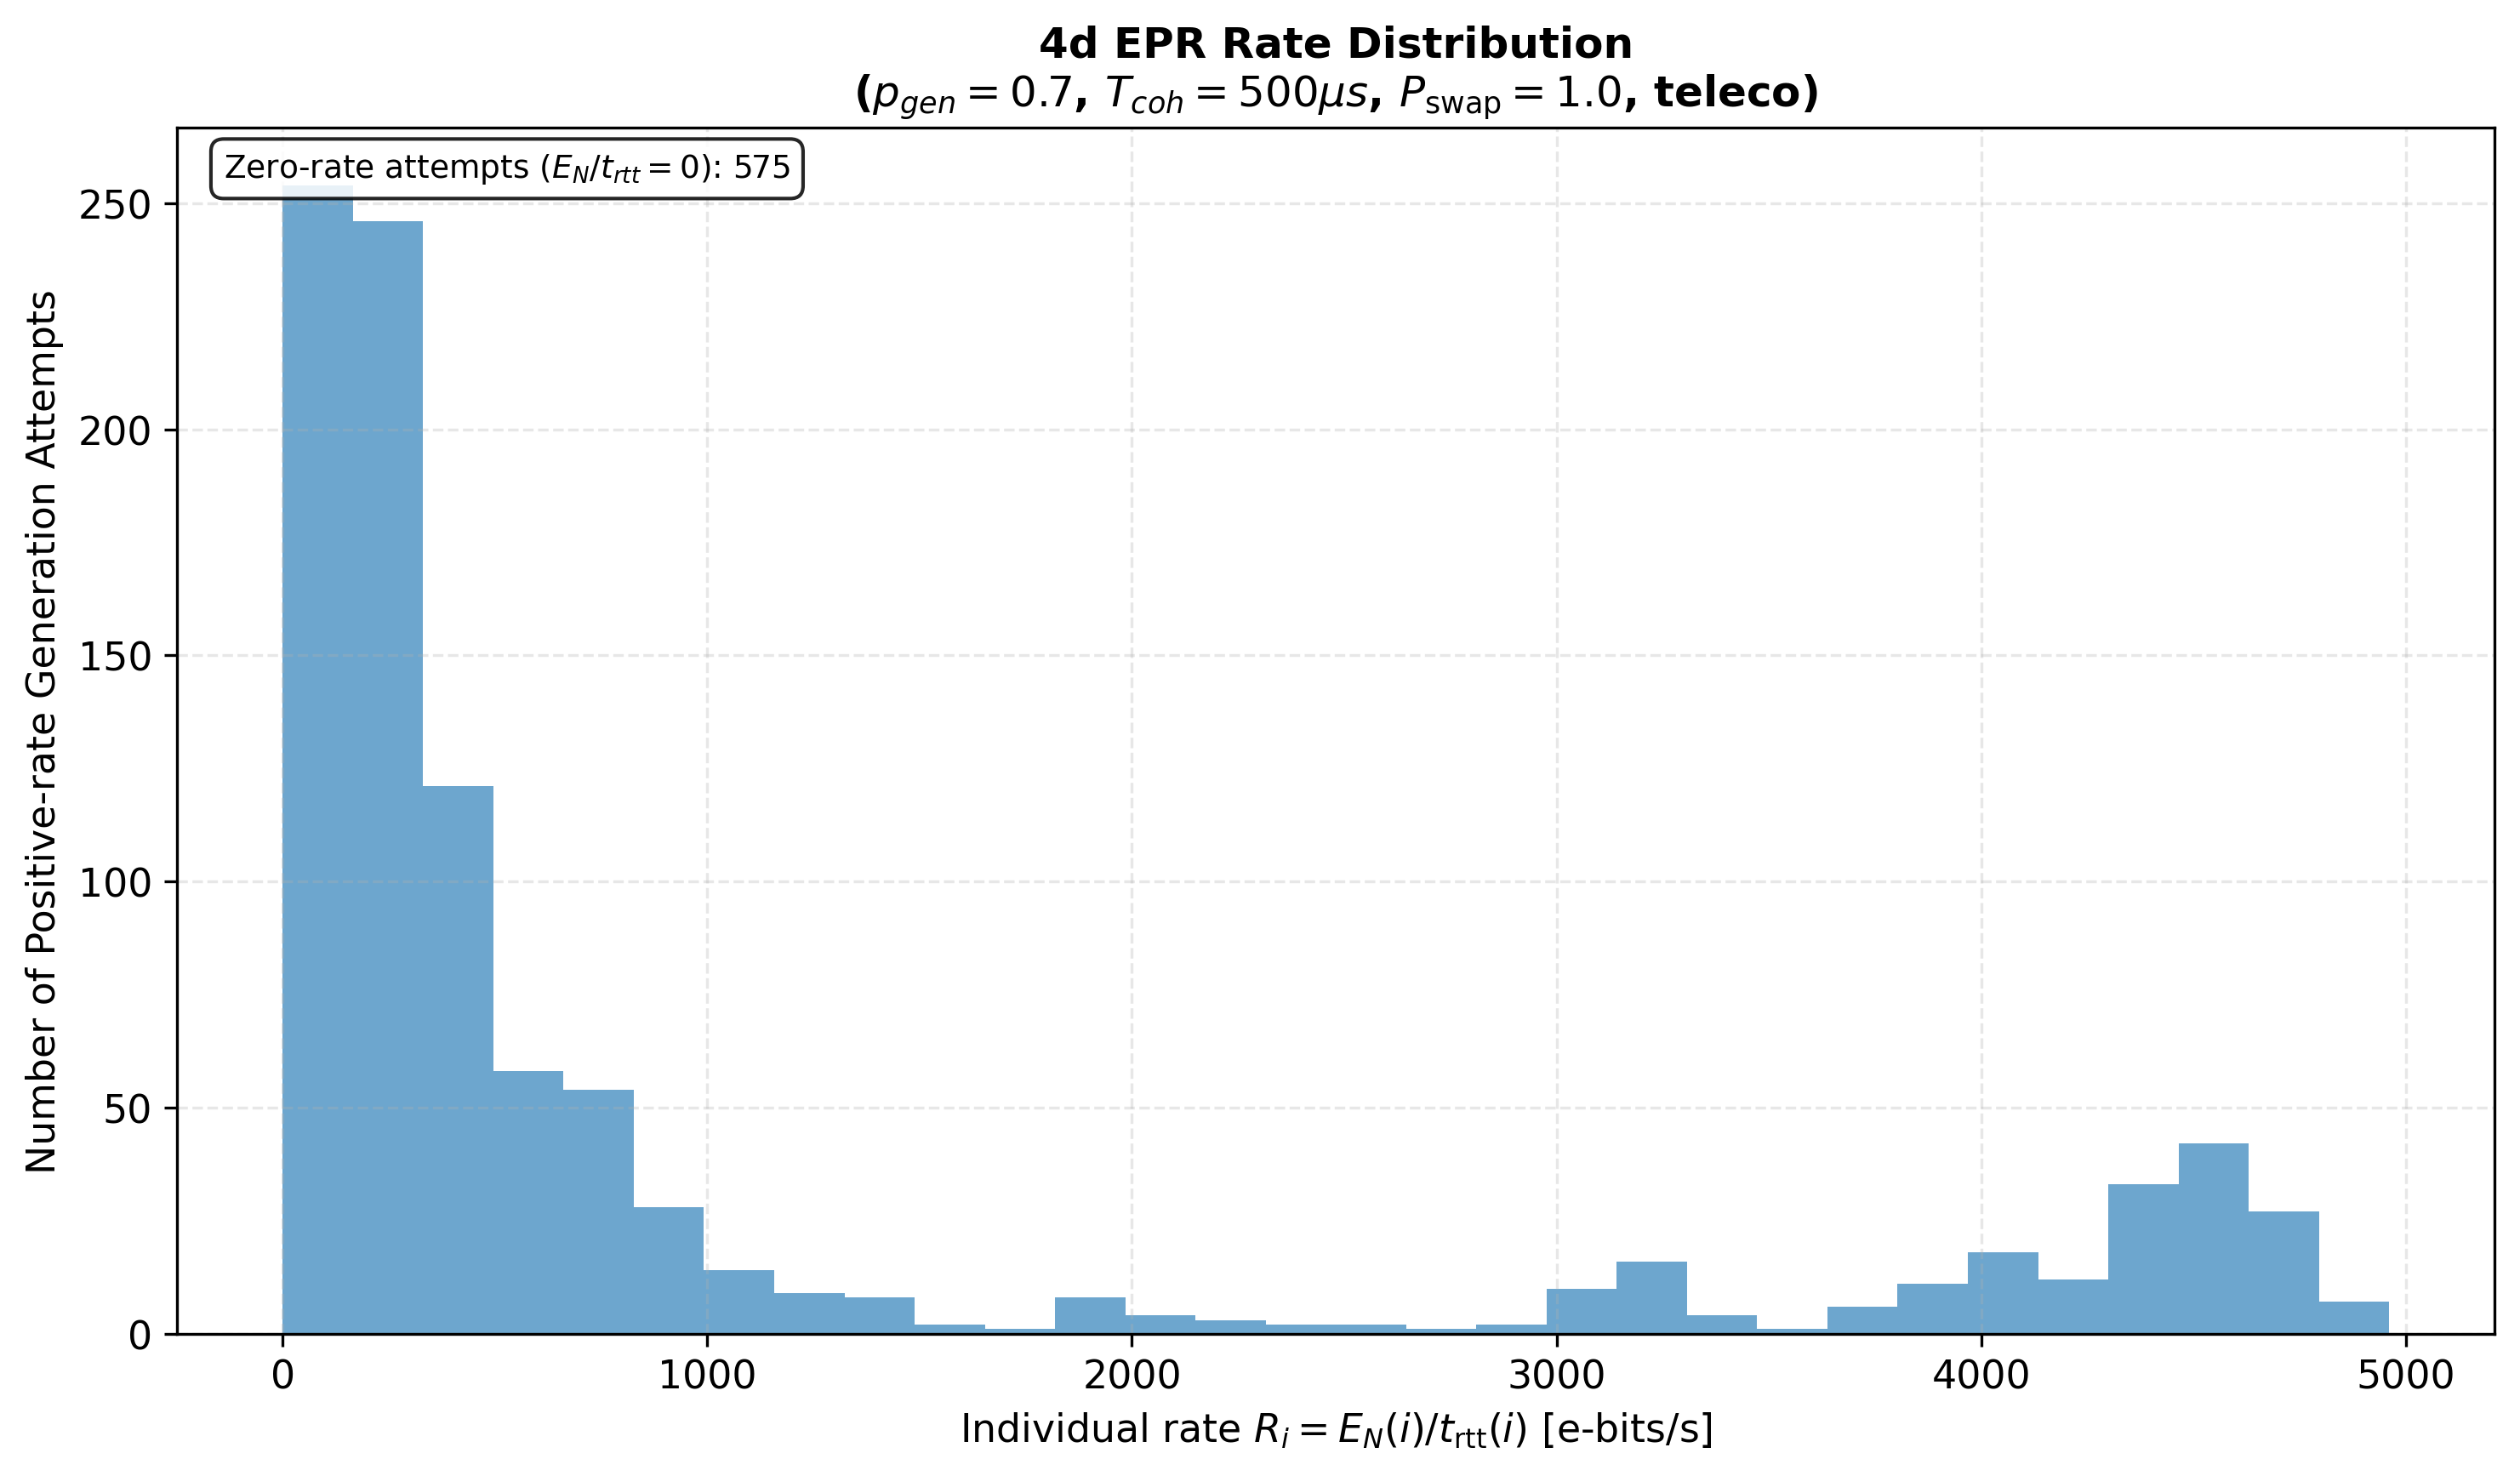 4d EPR Rate Distribution
(p_gen = 0.7, T_coh = 500μs, P_swap = 1.0, teleco)
Zero-rate attempts (E_N/t_rtt = 0): 575
Number of Positive-rate Generation Attempts
250
200
150
100
50
0
0 1000 2000 3000 4000 5000
Individual rate R_i = E_N(i)/t_rtt(i) [e-bits/s]